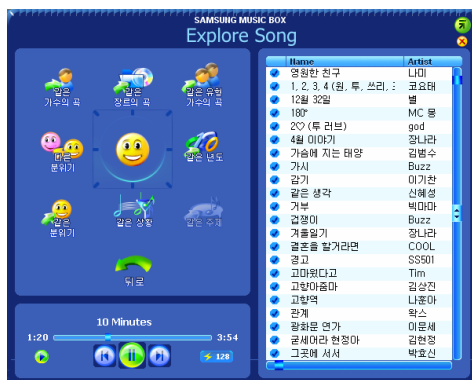 SAMSUNG MUSIC BOX
Explore Song
같은 가수의 곡
같은 장르의 곡
같은 유형 가수의 곡
다른 분위기
같은 년도
같은 분위기
같은 상황
같은 주제
뒤로
10 Minutes
1:20 3:54
128
Name Artist
영원한 친구 나미
1, 2, 3, 4 (원, 투, 쓰리, 코요태
12월 32일 별
180° MC 몽
2♡ (투 러브) god
4월 이야기 장나라
가슴에 지는 태양 김범수
가시 Buzz
감기 이기찬
같은 생각 신혜성
거부 빅마마
겁쟁이 Buzz
겨울일기 장나라
결혼을 할거라면 COOL
경고 SS501
고마웠다고 Tim
고향아줌마 김상진
고향역 나훈아
관계 왁스
광화문 연가 이문세
굳세어라 현정아 김현정
그곳에 서서 박효신